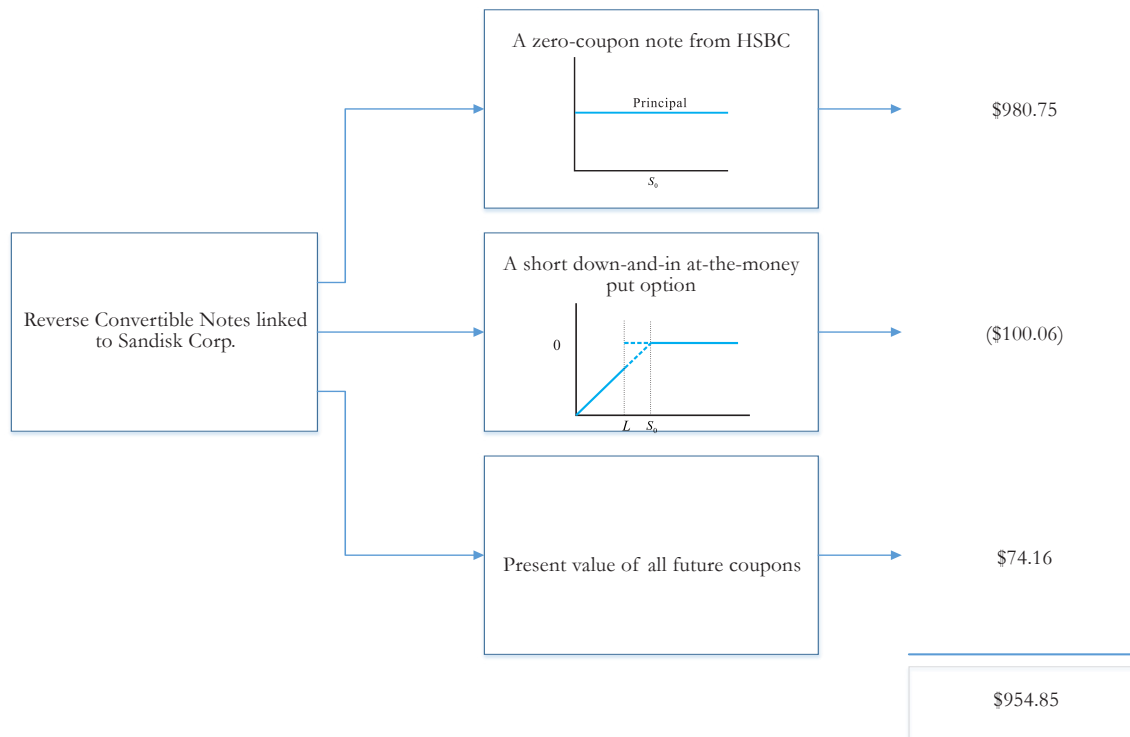 A zero-coupon note from HSBC
Principal
S₀
$980.75
Reverse Convertible Notes linked
to Sandisk Corp.
A short down-and-in at-the-money
put option
0
L S₀
($100.06)
Present value of all future coupons
$74.16
$954.85